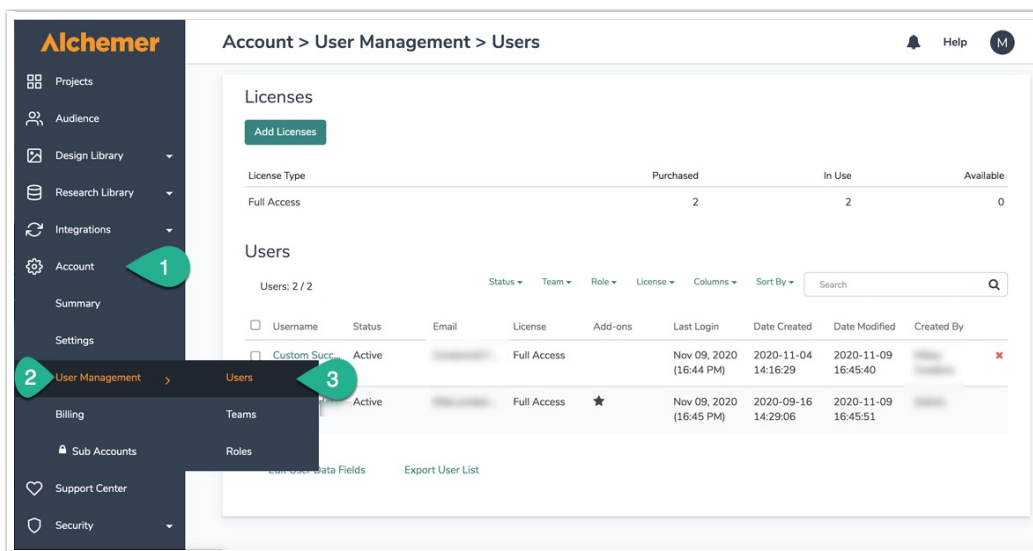 Alchemer
Account > User Management > Users
Help
M
Projects
Audience
Design Library
Research Library
Integrations
Account
1
Summary
Settings
2
User Management >
Users
3
Billing
Teams
Sub Accounts
Roles
Support Center
Security
Licenses
Add Licenses
License Type Purchased In Use Available
Full Access 2 2 0
Users
Users: 2 / 2
Status Team Role License Columns Sort By Search
Username Status Email License Add-ons Last Login Date Created Date Modified Created By
Custom Succ... Active Full Access Nov 09, 2020 2020-11-04 2020-11-09
(16:44 PM) 14:16:29 16:45:40
Active Full Access Nov 09, 2020 2020-09-16 2020-11-09
(16:45 PM) 14:29:06 16:45:51
Edit User Data Fields Export User List